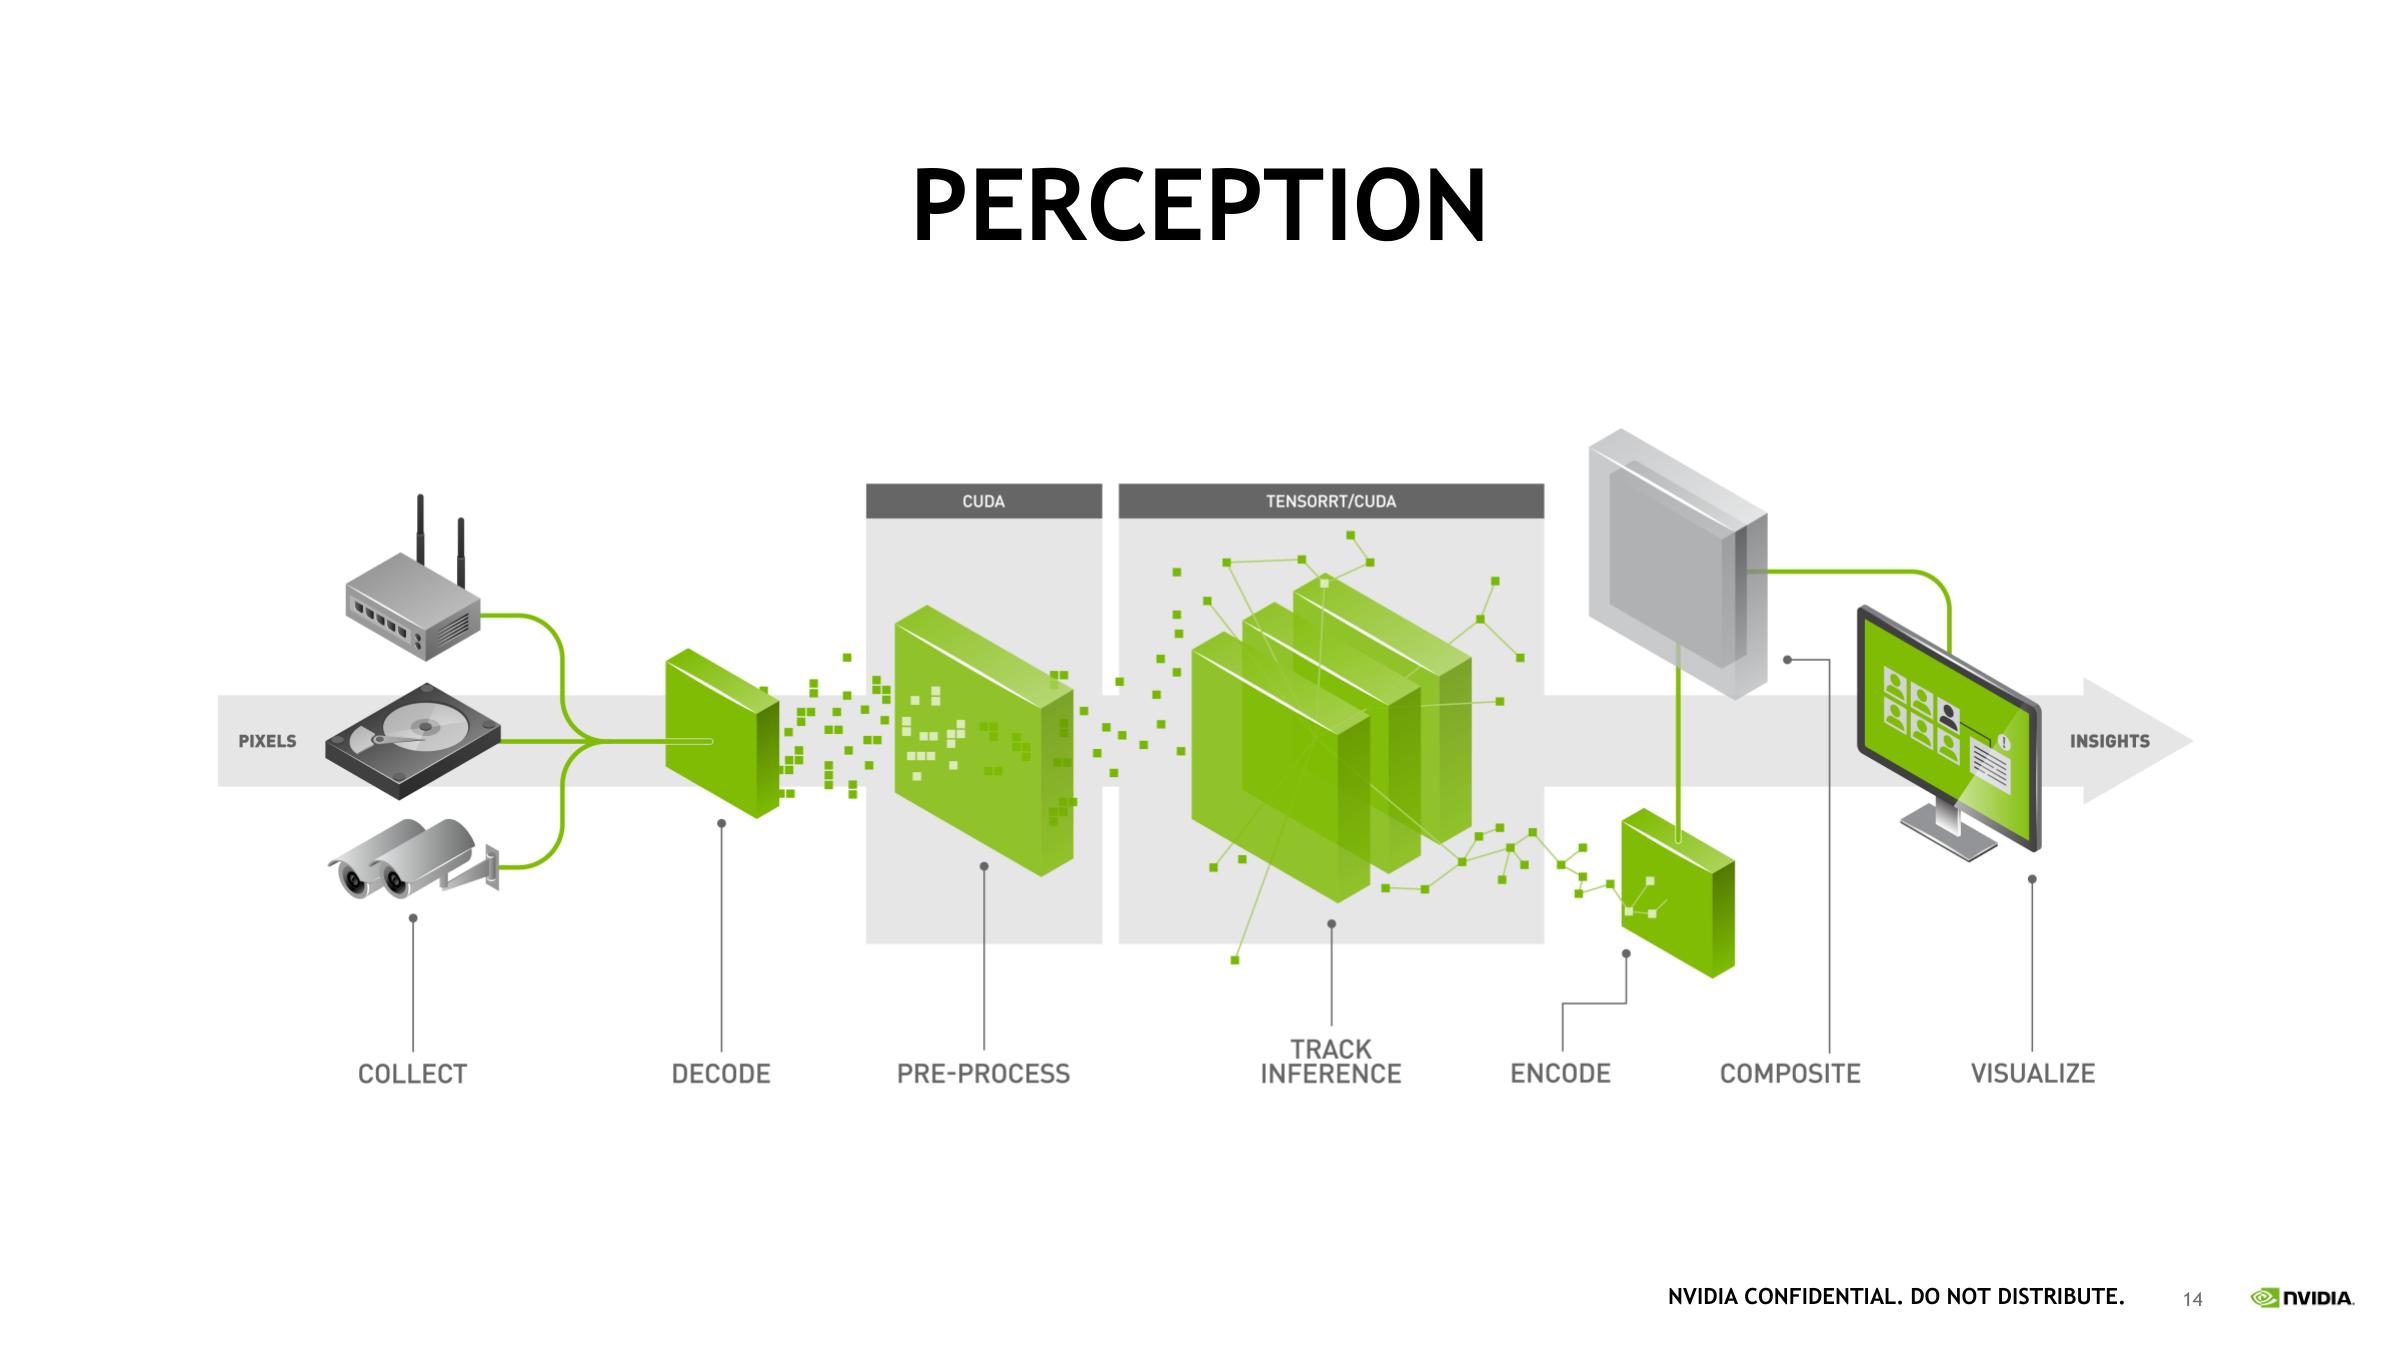 PERCEPTION
CUDA
TENSORRT/CUDA
PIXELS
INSIGHTS
!
COLLECT
DECODE
PRE-PROCESS
TRACK
INFERENCE
ENCODE
COMPOSITE
VISUALIZE
NVIDIA CONFIDENTIAL. DO NOT DISTRIBUTE.
14
NVIDIA.